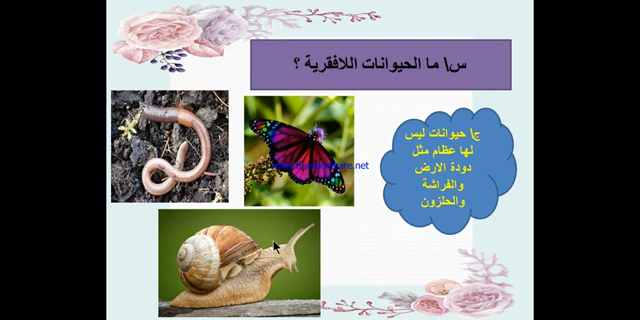 س\ ما الحيوانات اللافقرية ؟
ج\ حيوانات ليس
لها عظام مثل
دودة الارض
والفراشة
والحلزون